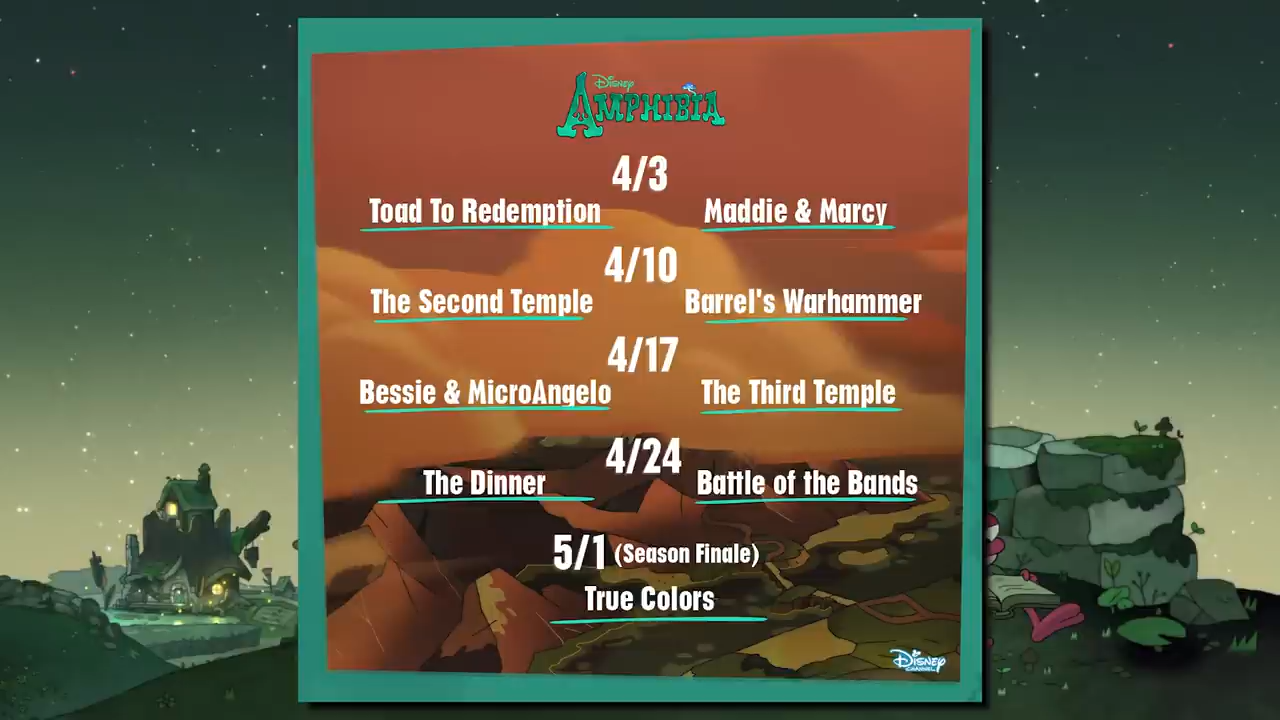 Disney
AMPHIBIA
4/3
Toad To Redemption Maddie & Marcy
4/10
The Second Temple Barrel's Warhammer
4/17
Bessie & MicroAngelo The Third Temple
4/24
The Dinner Battle of the Bands
5/1 (Season Finale)
True Colors
Disney
CHANNEL